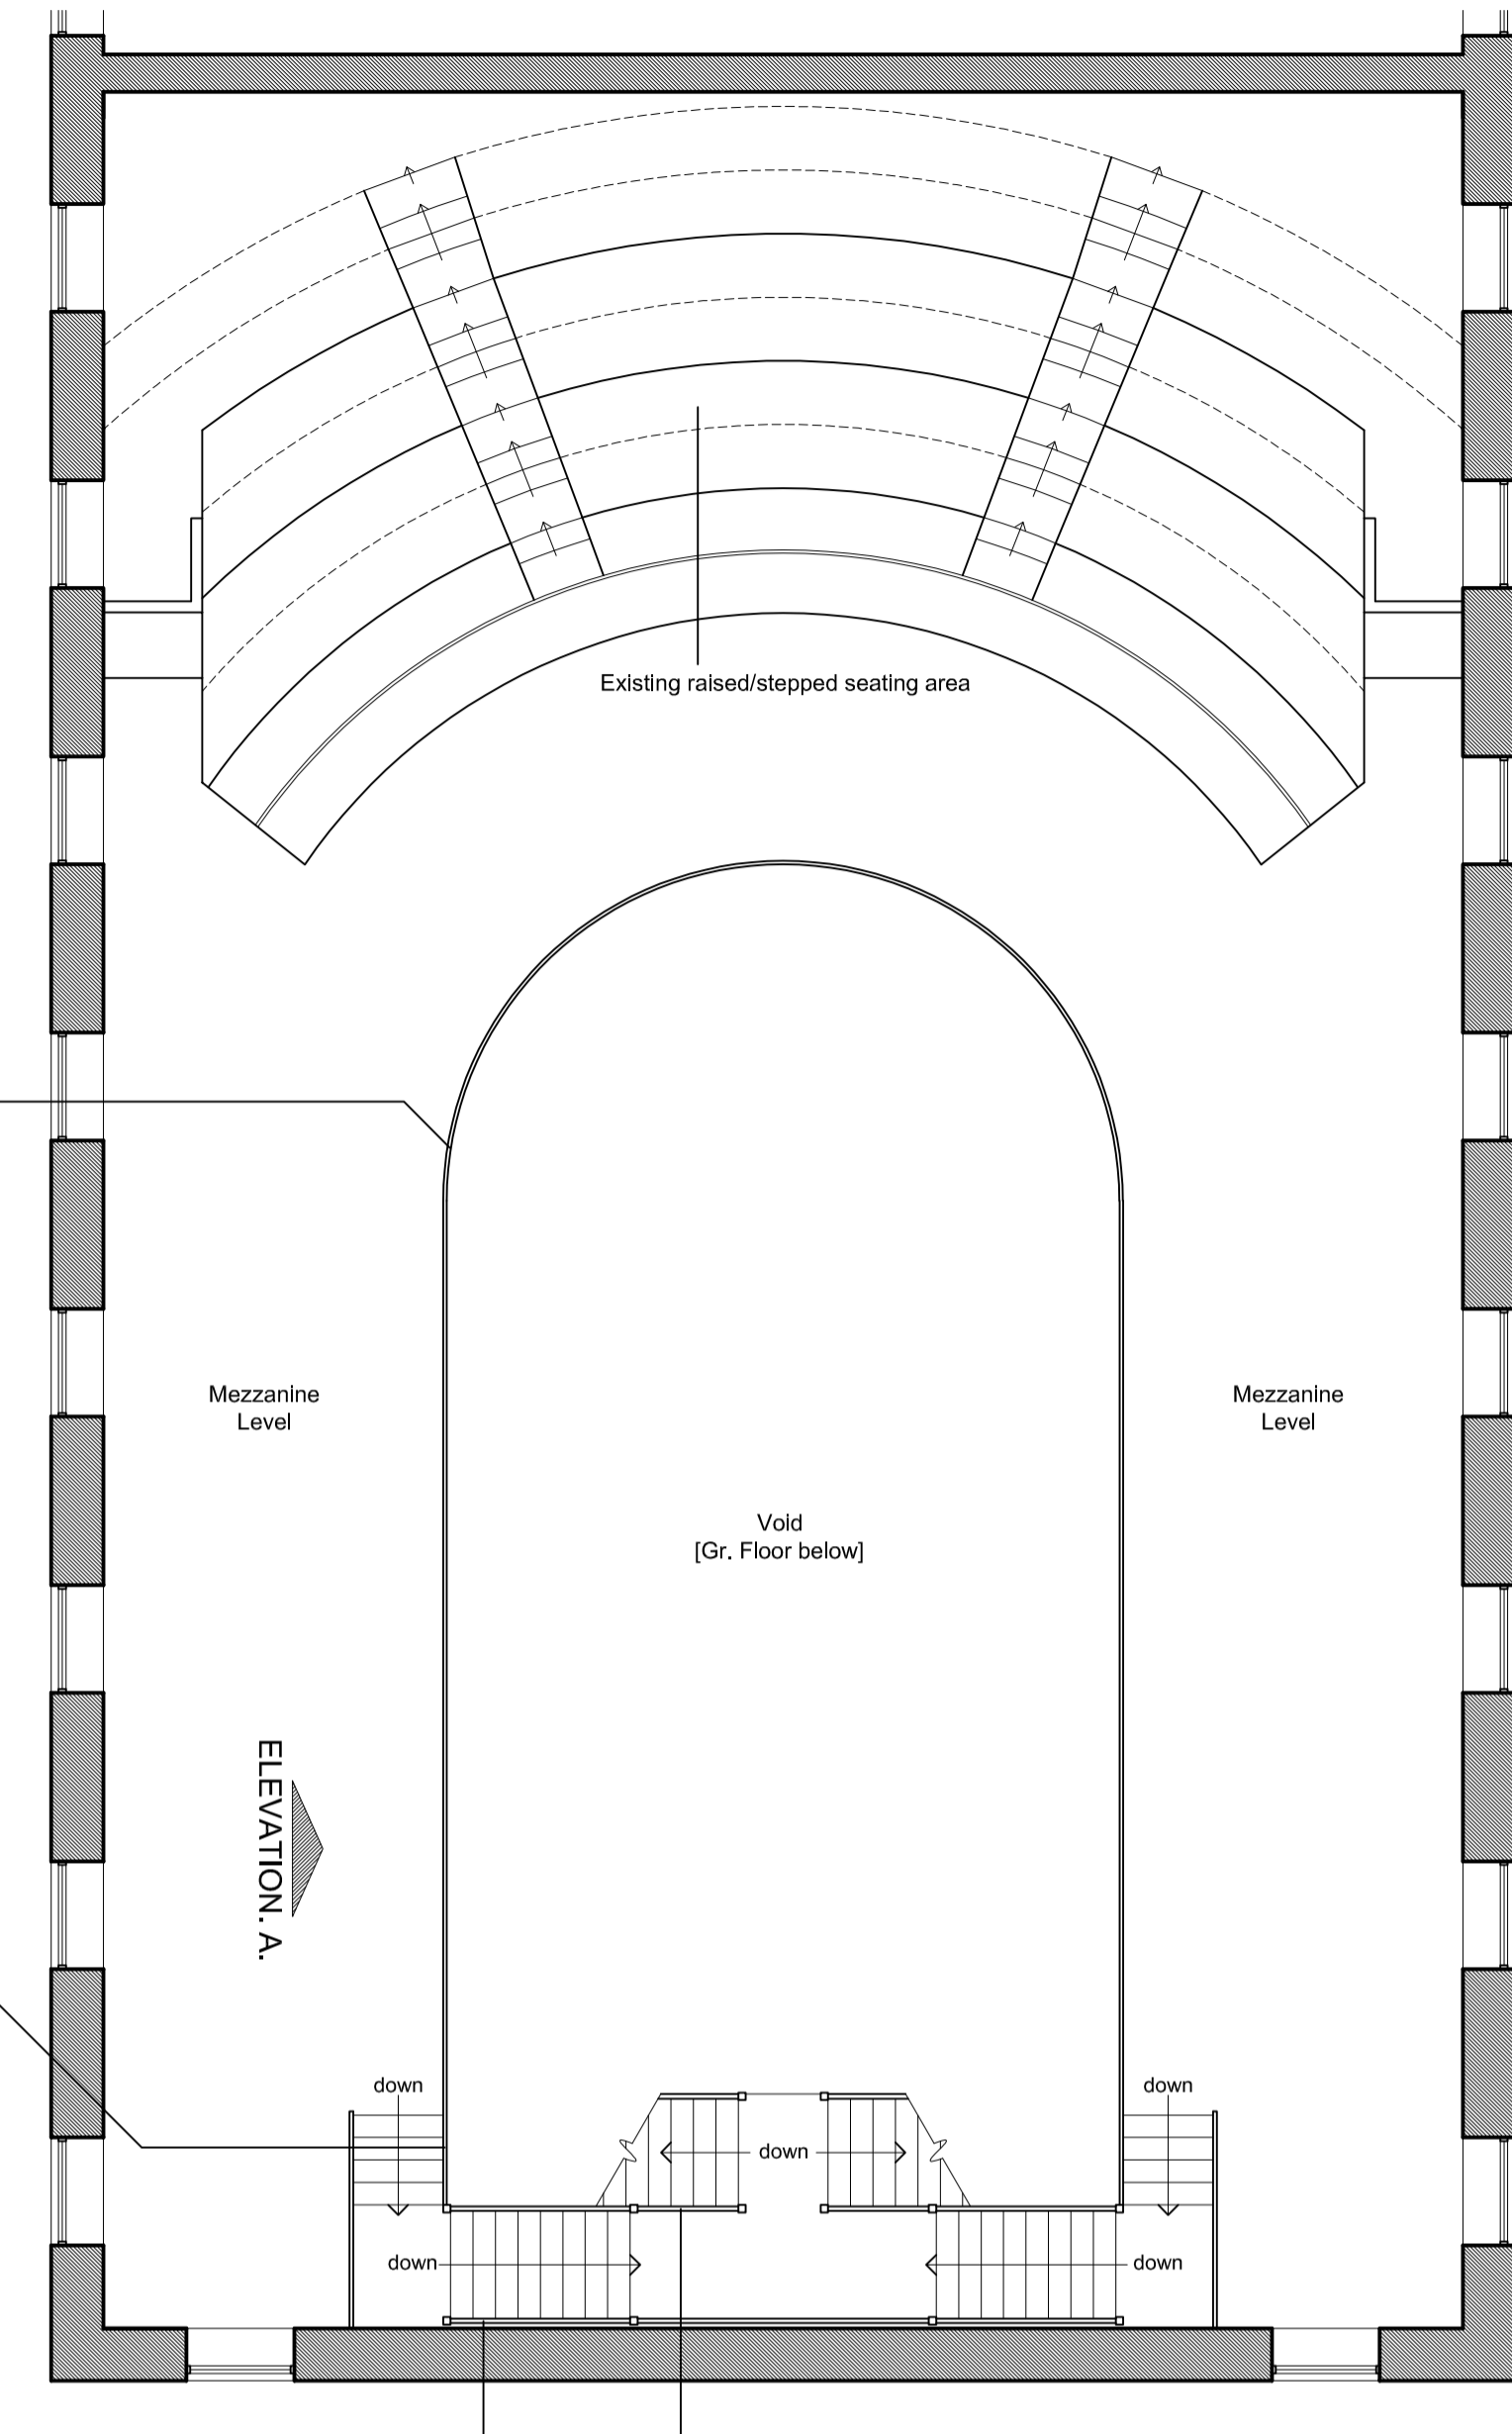 Existing raised/stepped seating area
Mezzanine
Level
Mezzanine
Level
Void
[Gr. Floor below]
ELEVATION. A.
down
down
down
down
down